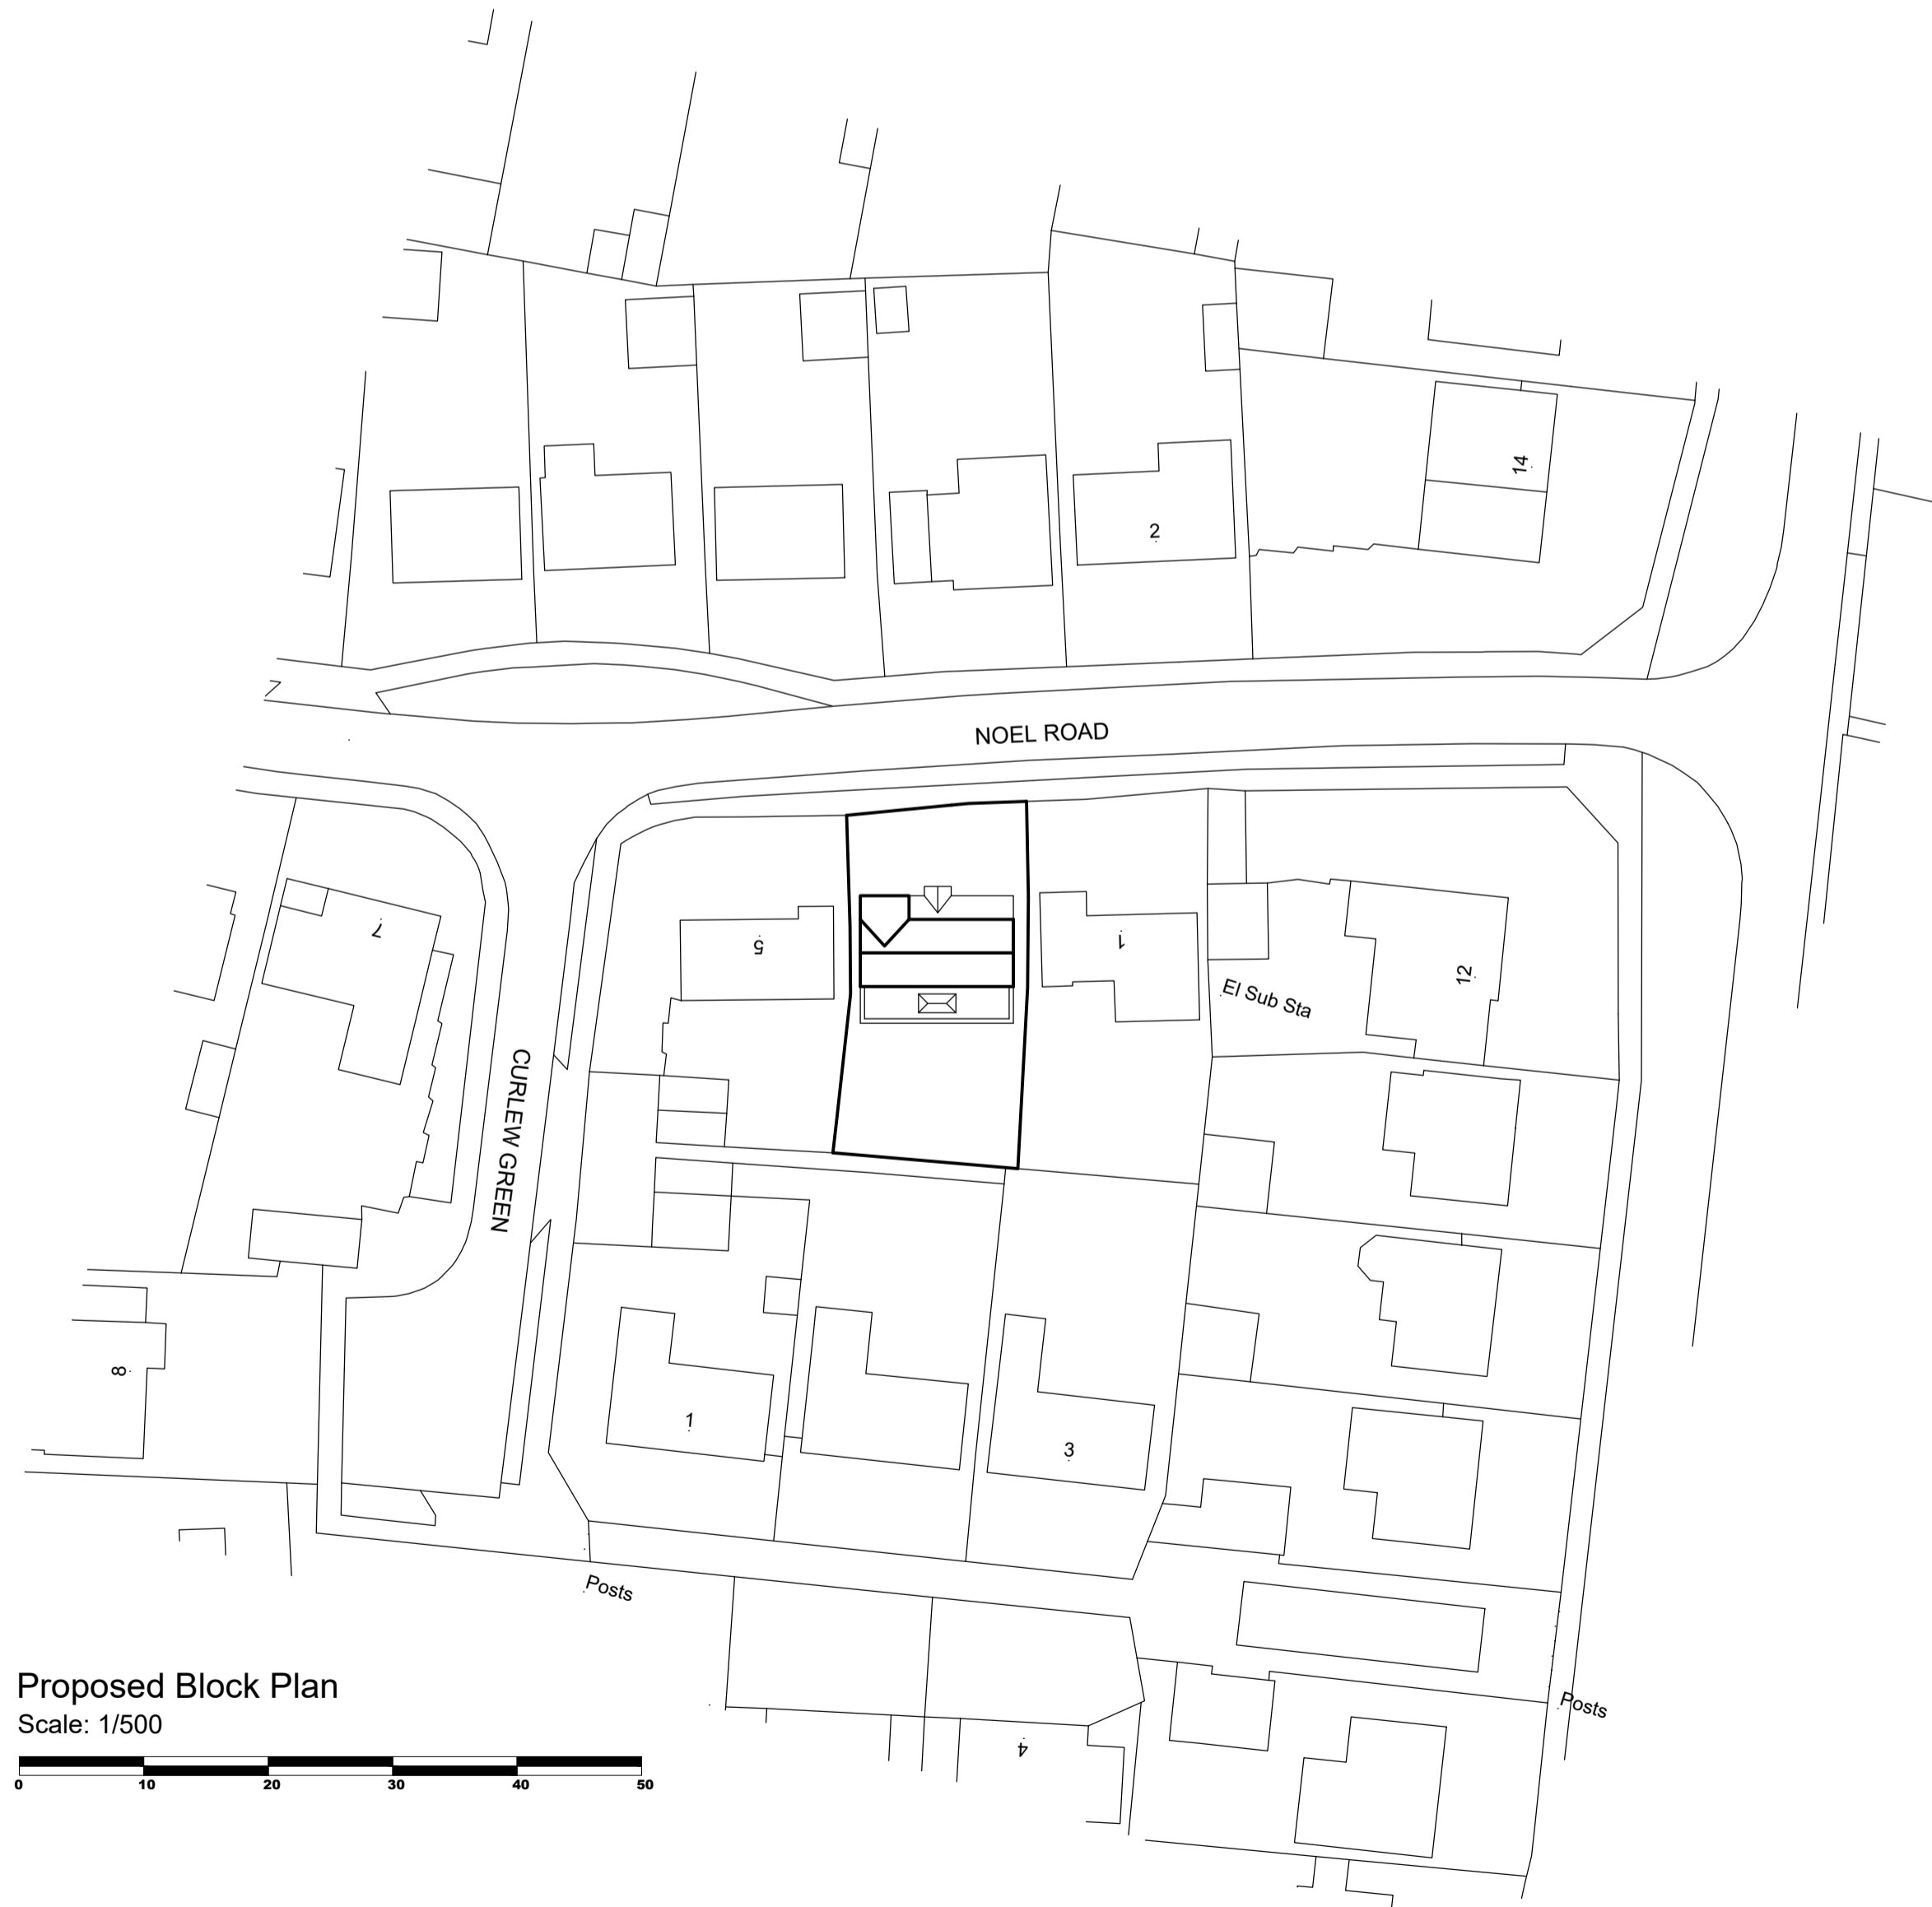 14
2
NOEL ROAD
7
5
1
12
El Sub Sta
CURLEW GREEN
8
1
3
Posts
Proposed Block Plan
Scale: 1/500
Posts
4
0 10 20 30 40 50